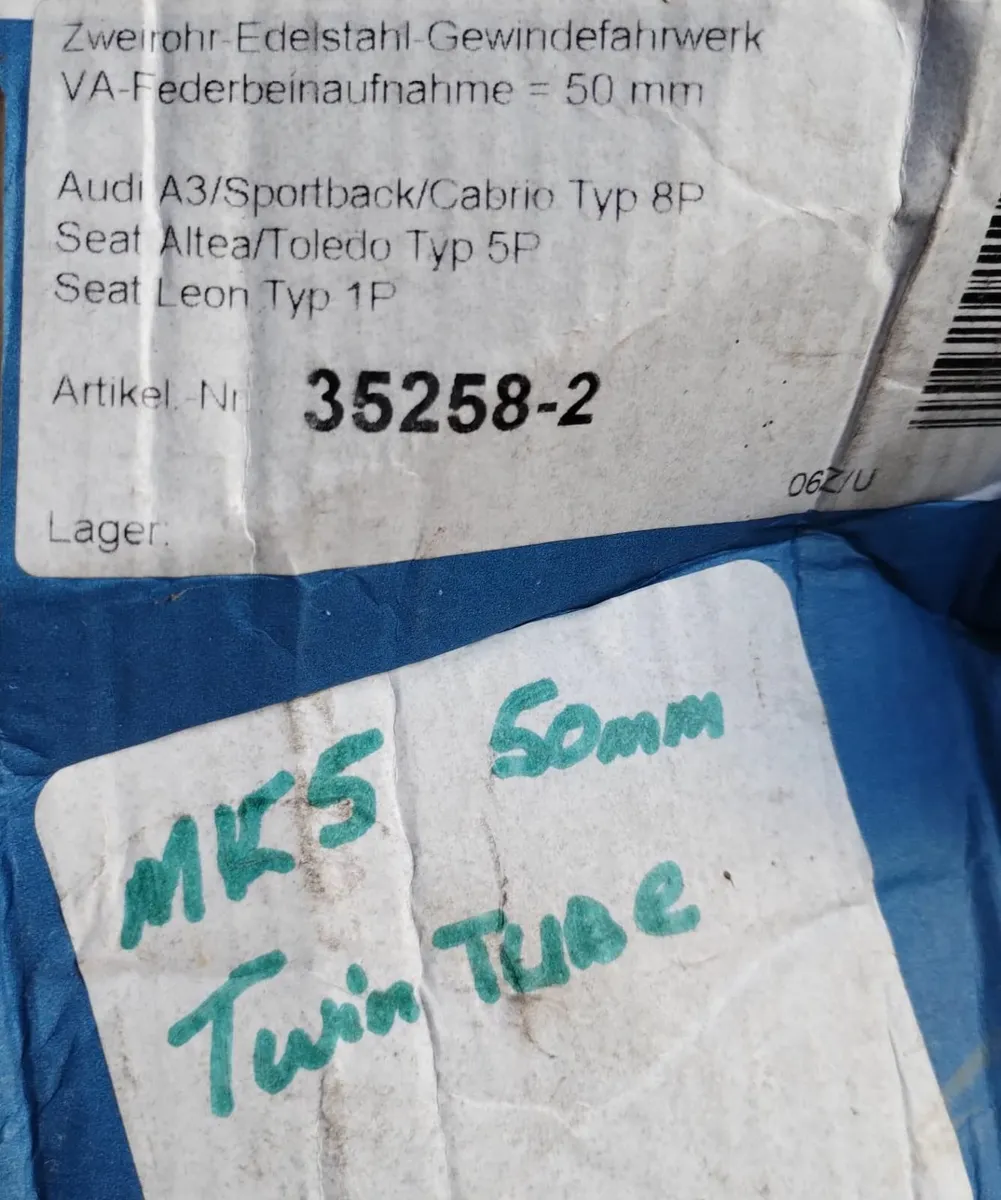 Zweirohr-Edelstahl-Gewindefahrwerk
VA-Federbeinaufnahme = 50 mm
Audi A3/Sportback/Cabrio Typ 8P
Seat Altea/Toledo Typ 5P
Seat Leon Typ 1P
Artikel.-Nr. 35258-2
Lager:
MK5 50mm
Twin TUBe